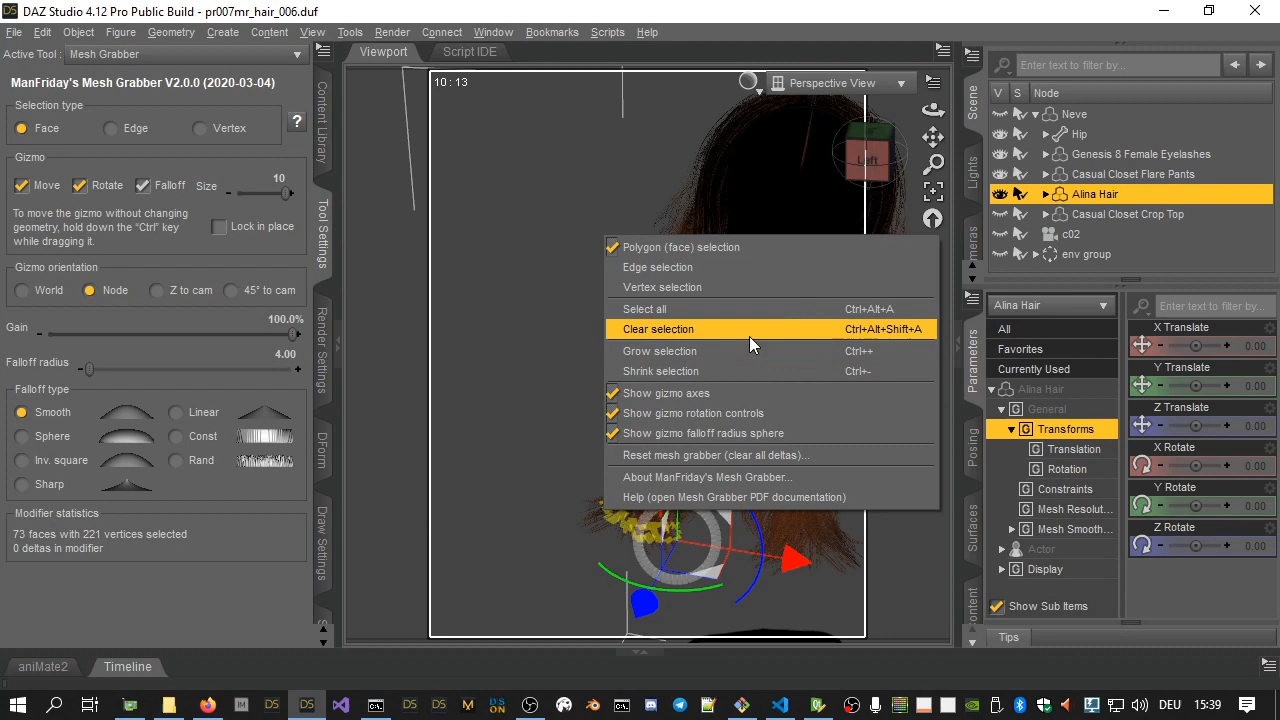 DAZ Studio 4.12 Pro Public Build - pr007mr_hair_006.duf
File Edit Object Figure Geometry Create Content View Tools Render Connect Window Bookmarks Scripts Help
Active Tool : Mesh Grabber
ManFriday's Mesh Grabber V2.0.0 (2020-03-04)
Selection type
Face Edge Vertex ?
Gizmo
Move Rotate Falloff Size 10
To move the gizmo without changing
geometry, hold down the "Ctrl" key
while dragging it.
Lock in place
Gizmo orientation
World Node Z to cam 45° to cam
Gain 100.0%
Falloff radius 4.00
Falloff type
Smooth Linear
Sphere Const
Inv. square Rand
Sharp
Modifier statistics
73 faces with 221 vertices selected
0 deltas in modifier
Content Library
Tool Settings
Render Settings
DForm
Draw Settings
Viewport Script IDE
10 : 13
Perspective View
Left
Polygon (face) selection
Edge selection
Vertex selection
Select all Ctrl+Alt+A
Clear selection Ctrl+Alt+Shift+A
Grow selection Ctrl++
Shrink selection Ctrl+-
Show gizmo axes
Show gizmo rotation controls
Show gizmo falloff radius sphere
Reset mesh grabber (clear all deltas)...
About ManFriday's Mesh Grabber...
Help (open Mesh Grabber PDF documentation)
Scene
Lights
meras
Enter text to filter by...
V S Node
Neve
Hip
Genesis 8 Female Eyelashes
Casual Closet Flare Pants
Alina Hair
Casual Closet Crop Top
c02
env group
Parameters
Posing
Surfaces
ontent
Alina Hair
Enter text to filter by...
All
Favorites
Currently Used
Alina Hair
General
Transforms
Translation
Rotation
Constraints
Mesh Resolut...
Mesh Smooth...
Actor
Display
Show Sub Items
X Translate
0.00
Y Translate
0.00
Z Translate
0.00
X Rotate
0.00
Y Rotate
0.00
Z Rotate
0.00
Tips
aniMate2 Timeline
DEU 15:39